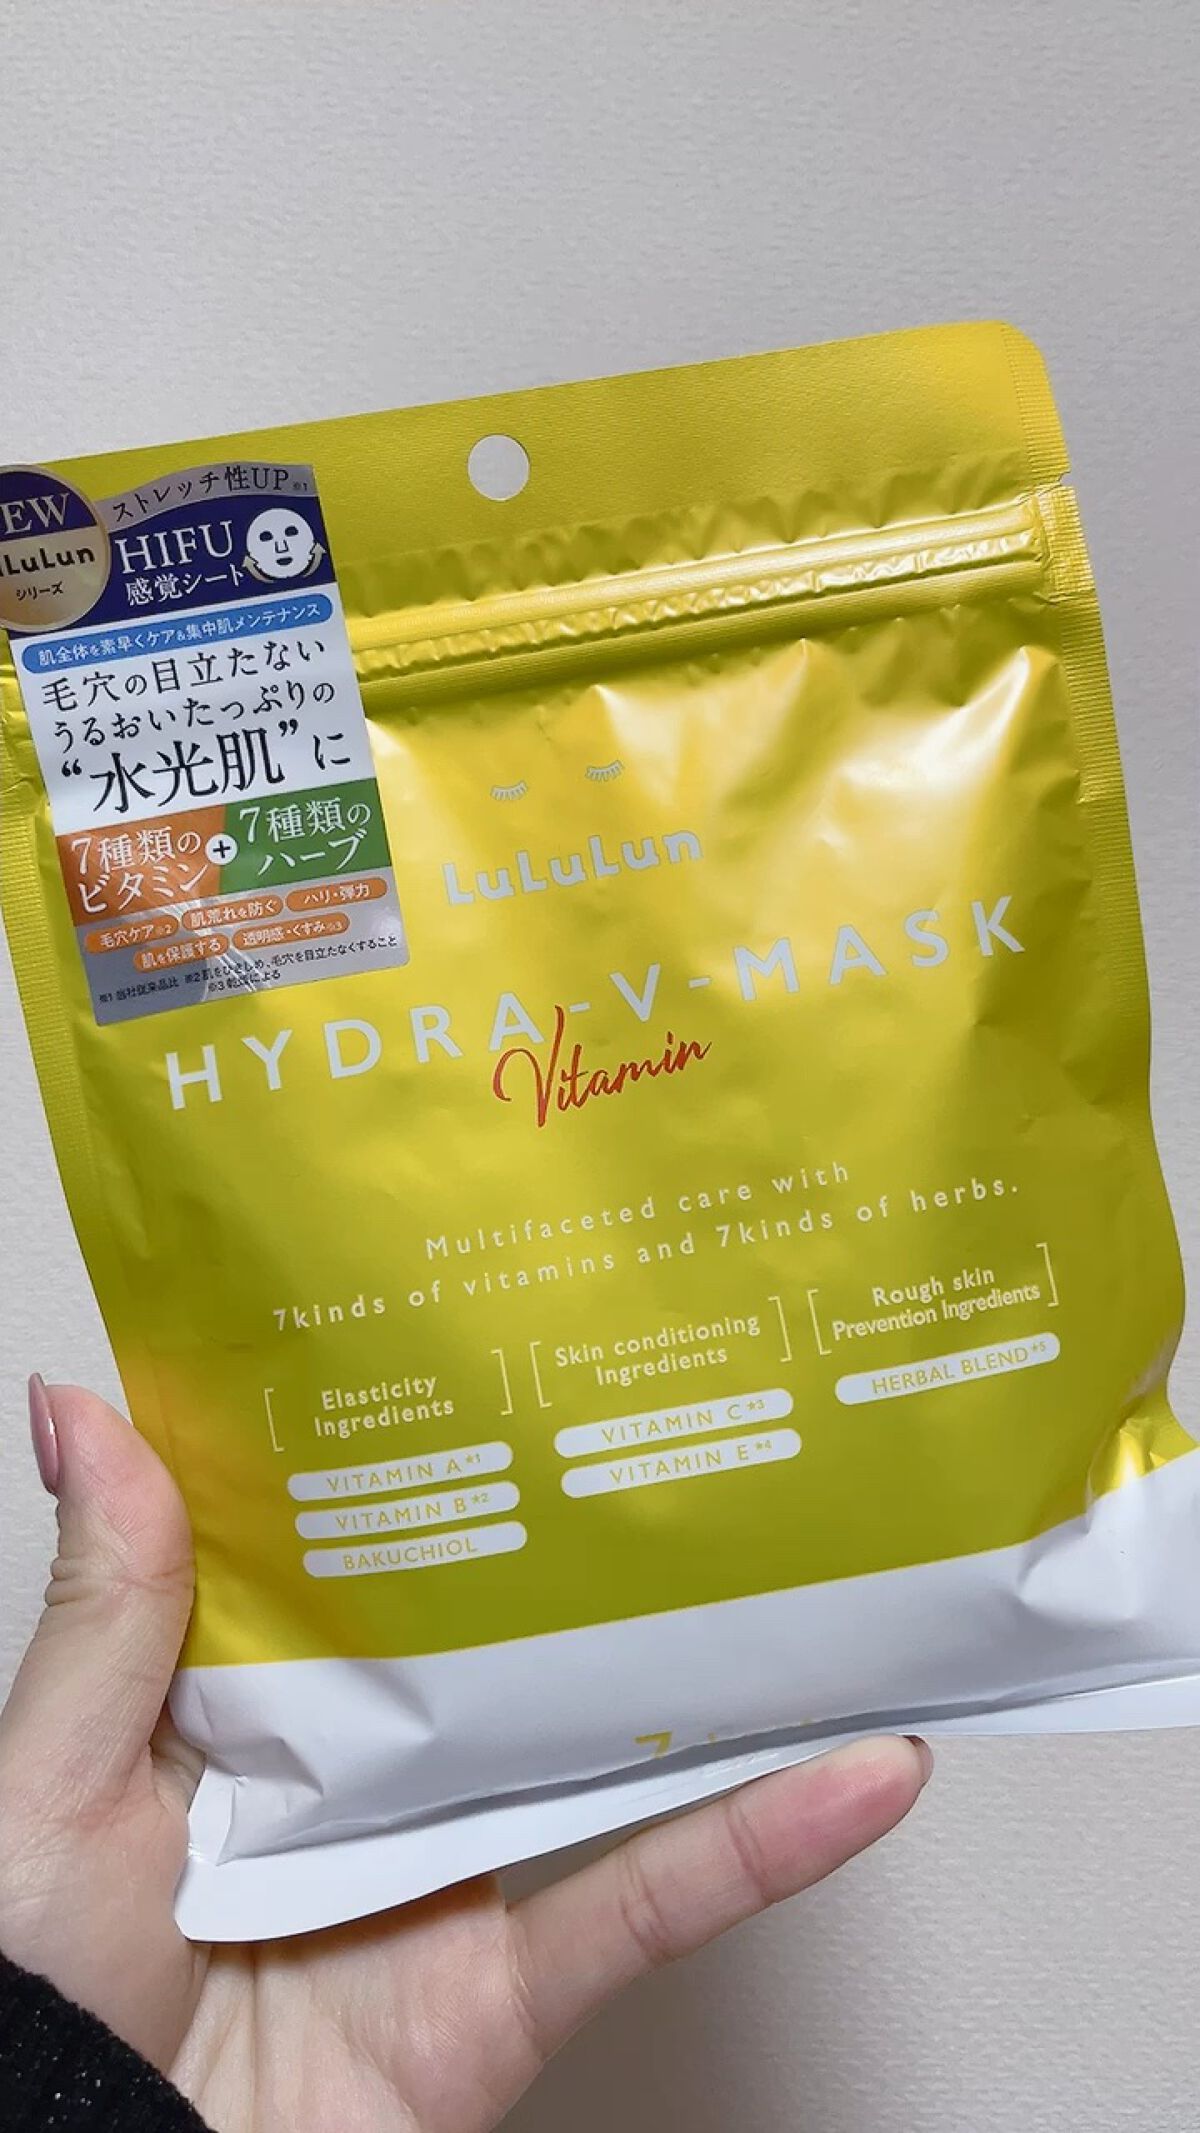 ストレッチ性UP※1
EW
LuLun
シリーズ
HIFU
感覚シート
肌全体を素早くケア&集中肌メンテナンス
毛穴の目立たない
うるおいたっぷりの
“水光肌”に
7種類の
ビタミン
+
7種類の
ハーブ
毛穴ケア※2
肌荒れを防ぐ
ハリ・弾力
肌を保護する
透明感・くすみ※3
※1 当社従来品比 ※2 肌をひきしめ、毛穴を目立たなくすること
※3 乾燥による
LuLuLun
HYDRA-V-MASK
Vitamin
Multifaceted care with
7kinds of vitamins and 7kinds of herbs.
Elasticity
Ingredients
VITAMIN A*1
VITAMIN B*2
BAKUCHIOL
Skin conditioning
Ingredients
VITAMIN C*3
VITAMIN E*4
Rough skin
Prevention Ingredients
HERBAL BLEND*5
7